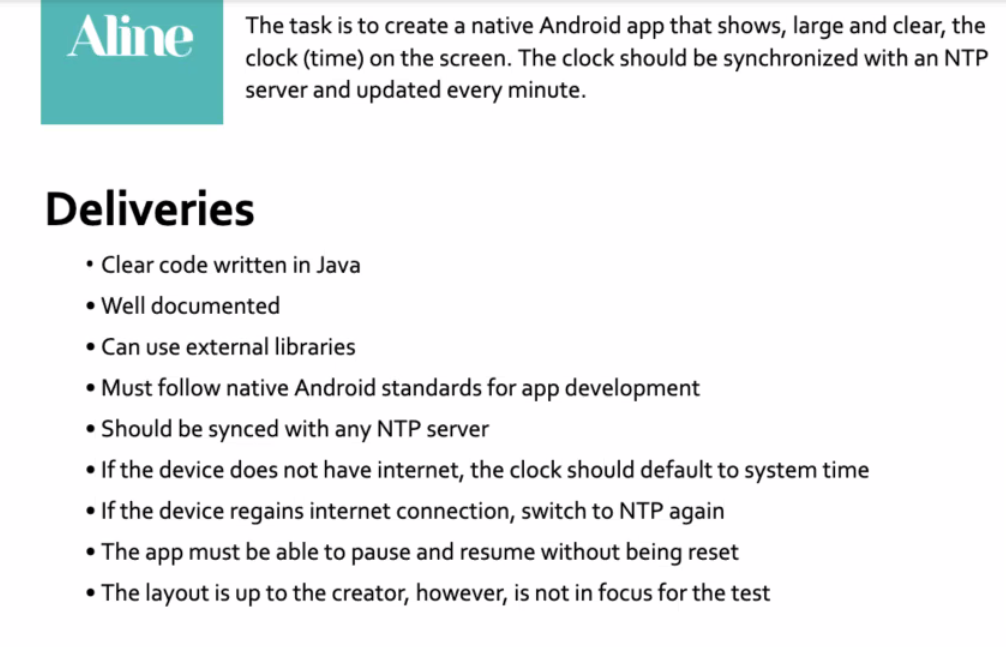 Aline
The task is to create a native Android app that shows, large and clear, the
clock (time) on the screen. The clock should be synchronized with an NTP
server and updated every minute.
Deliveries
• Clear code written in Java
• Well documented
• Can use external libraries
• Must follow native Android standards for app development
• Should be synced with any NTP server
• If the device does not have internet, the clock should default to system time
• If the device regains internet connection, switch to NTP again
• The app must be able to pause and resume without being reset
• The layout is up to the creator, however, is not in focus for the test